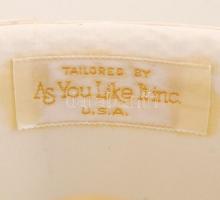 TAILORED BY
As You Like It inc.
U.S.A.